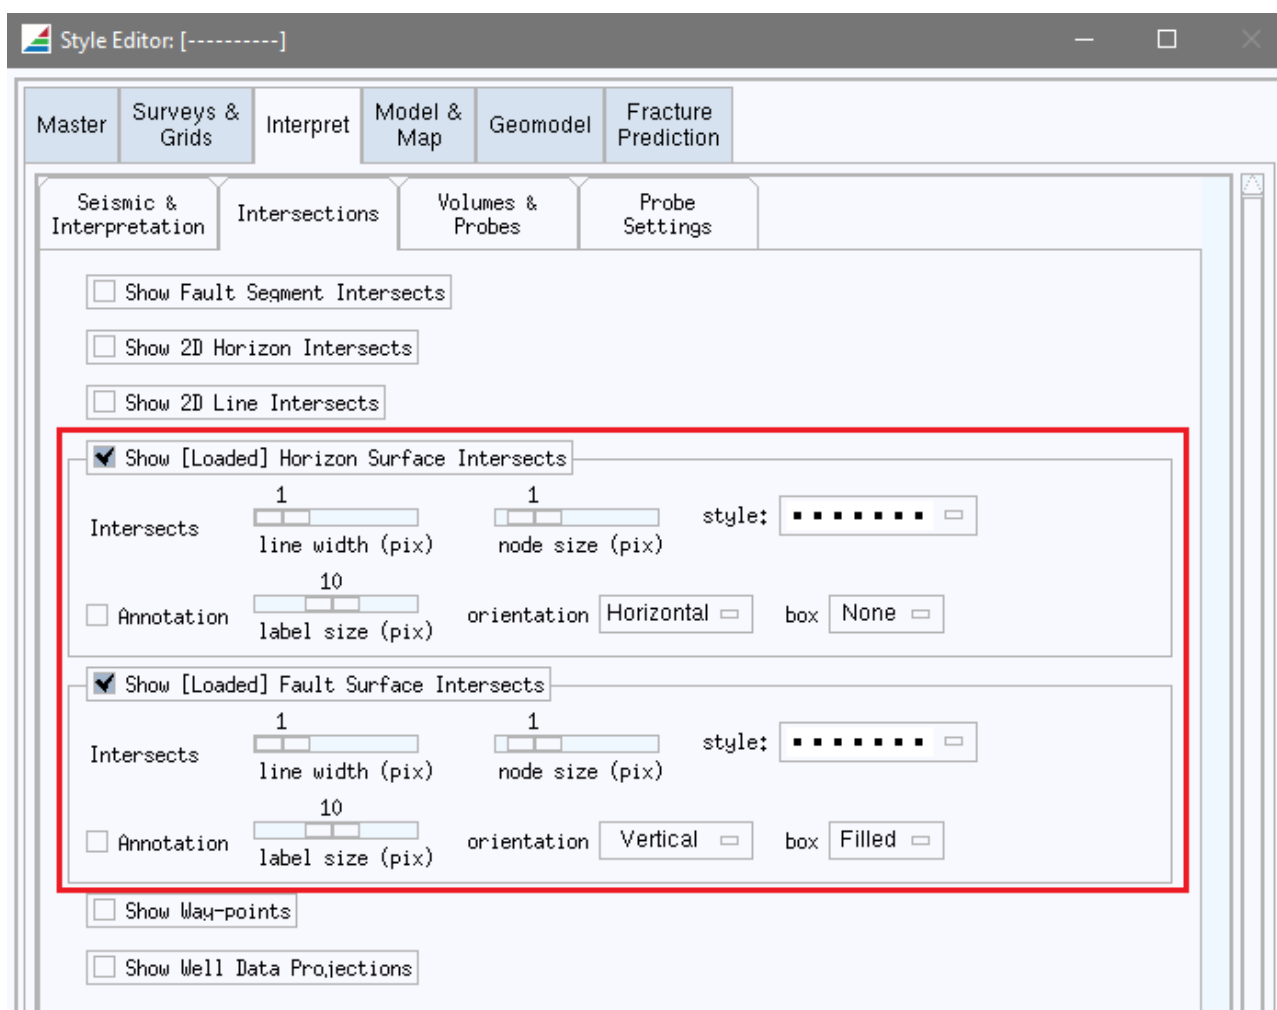 Style Editor: [----------]
Master
Surveys &
Grids
Interpret
Model &
Map
Geomodel
Fracture
Prediction
Seismic &
Interpretation
Intersections
Volumes &
Probes
Probe
Settings
Show Fault Segment Intersects
Show 2D Horizon Intersects
Show 2D Line Intersects
Show [Loaded] Horizon Surface Intersects
1 1
Intersects style:
line width (pix) node size (pix)
10
Annotation orientation Horizontal box None
label size (pix)
Show [Loaded] Fault Surface Intersects
1 1
Intersects style:
line width (pix) node size (pix)
10
Annotation orientation Vertical box Filled
label size (pix)
Show Way-points
Show Well Data Projections